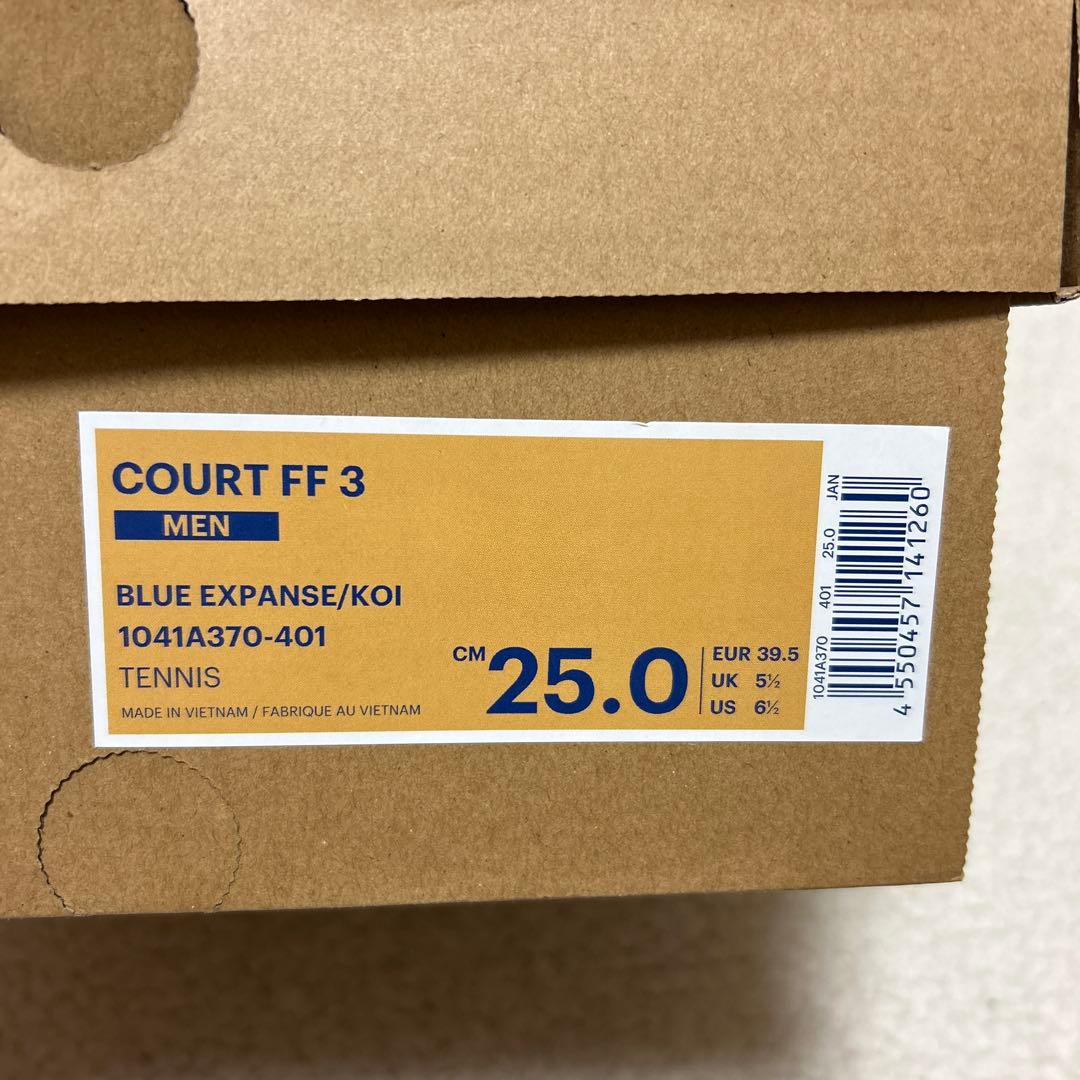 COURT FF 3
MEN
BLUE EXPANSE/KOI
1041A370-401
TENNIS
MADE IN VIETNAM / FABRIQUE AU VIETNAM
CM 25.0
EUR 39.5
UK 5½
US 6½
1041A370 401 25.0 JAN
4 550457 141260